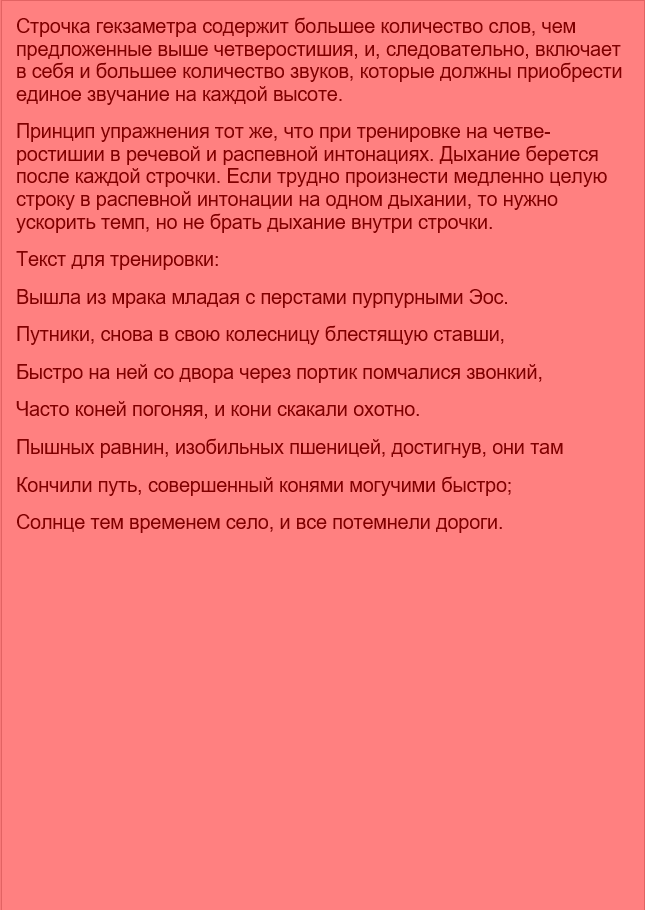 Строчка гекзаметра содержит большее количество слов, чем
предложенные выше четверостишия, и, следовательно, включает
в себя и большее количество звуков, которые должны приобрести
единое звучание на каждой высоте.
Принцип упражнения тот же, что при тренировке на четве-
ростишии в речевой и распевной интонациях. Дыхание берется
после каждой строчки. Если трудно произнести медленно целую
строку в распевной интонации на одном дыхании, то нужно
ускорить темп, но не брать дыхание внутри строчки.
Текст для тренировки:
Вышла из мрака младая с перстами пурпурными Эос.
Путники, снова в свою колесницу блестящую ставши,
Быстро на ней со двора через портик помчалися звонкий,
Часто коней погоняя, и кони скакали охотно.
Пышных равнин, изобильных пшеницей, достигнув, они там
Кончили путь, совершенный конями могучими быстро;
Солнце тем временем село, и все потемнели дороги.